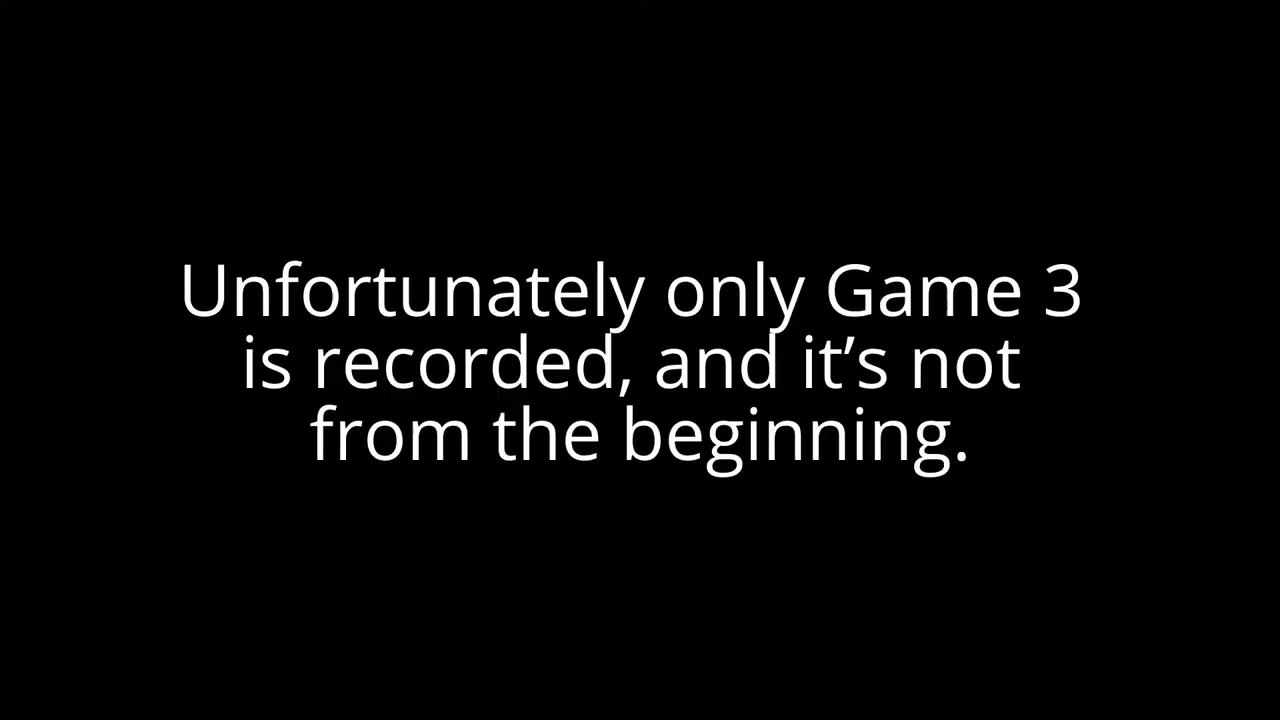 Unfortunately only Game 3
is recorded, and it’s not
from the beginning.